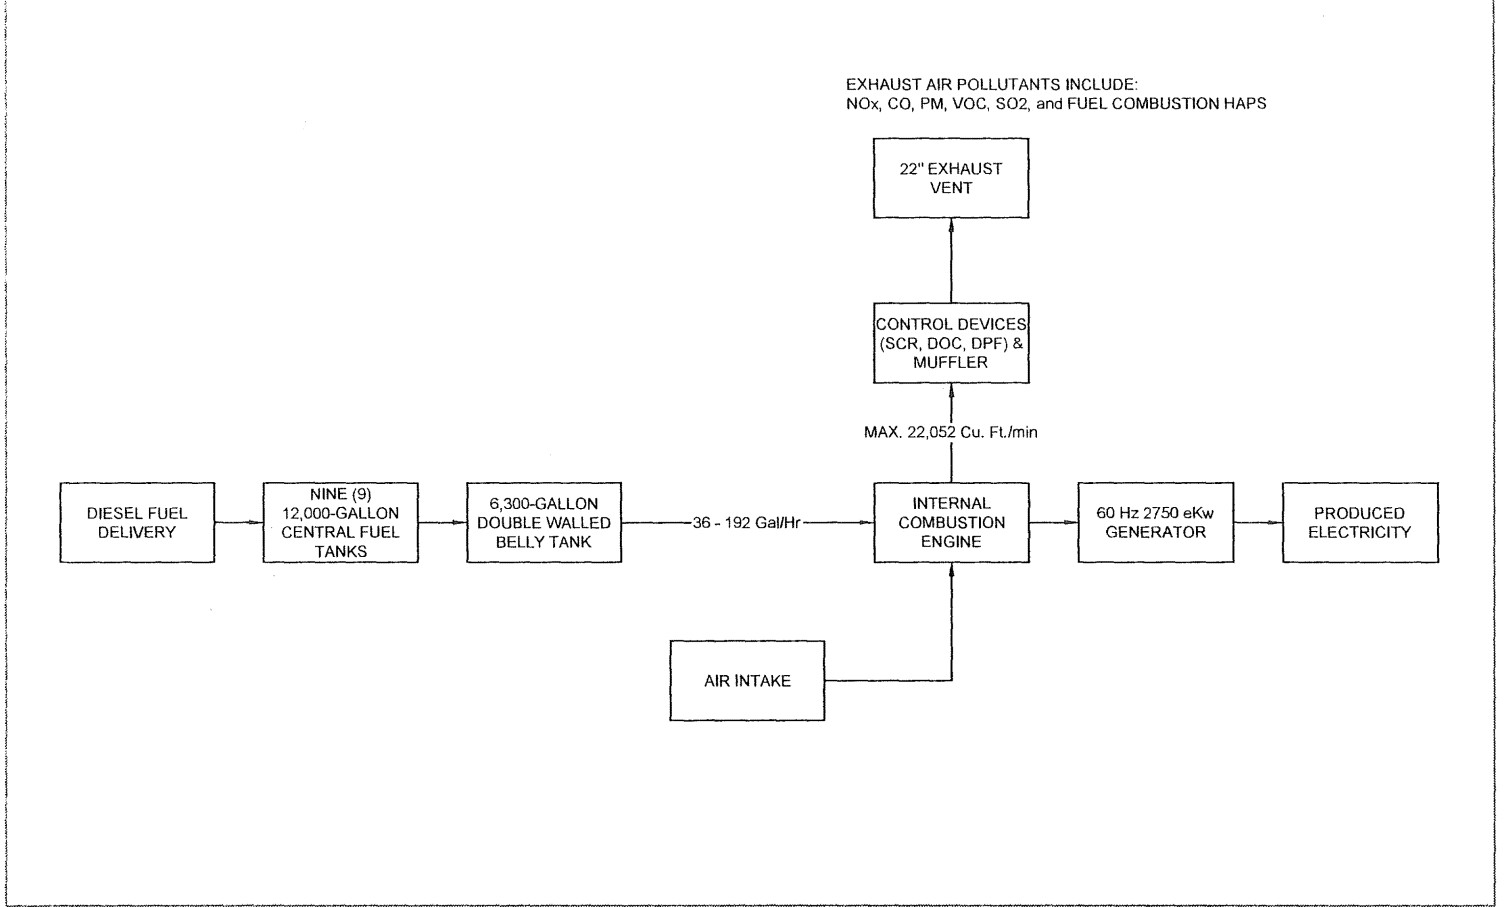 EXHAUST AIR POLLUTANTS INCLUDE:
NOx, CO, PM, VOC, SO2, and FUEL COMBUSTION HAPS
22" EXHAUST
VENT
CONTROL DEVICES
(SCR, DOC, DPF) &
MUFFLER
MAX. 22,052 Cu. Ft./min
DIESEL FUEL
DELIVERY
NINE (9)
12,000-GALLON
CENTRAL FUEL
TANKS
6,300-GALLON
DOUBLE WALLED
BELLY TANK
36 - 192 Gal/Hr
INTERNAL
COMBUSTION
ENGINE
60 Hz 2750 eKw
GENERATOR
PRODUCED
ELECTRICITY
AIR INTAKE